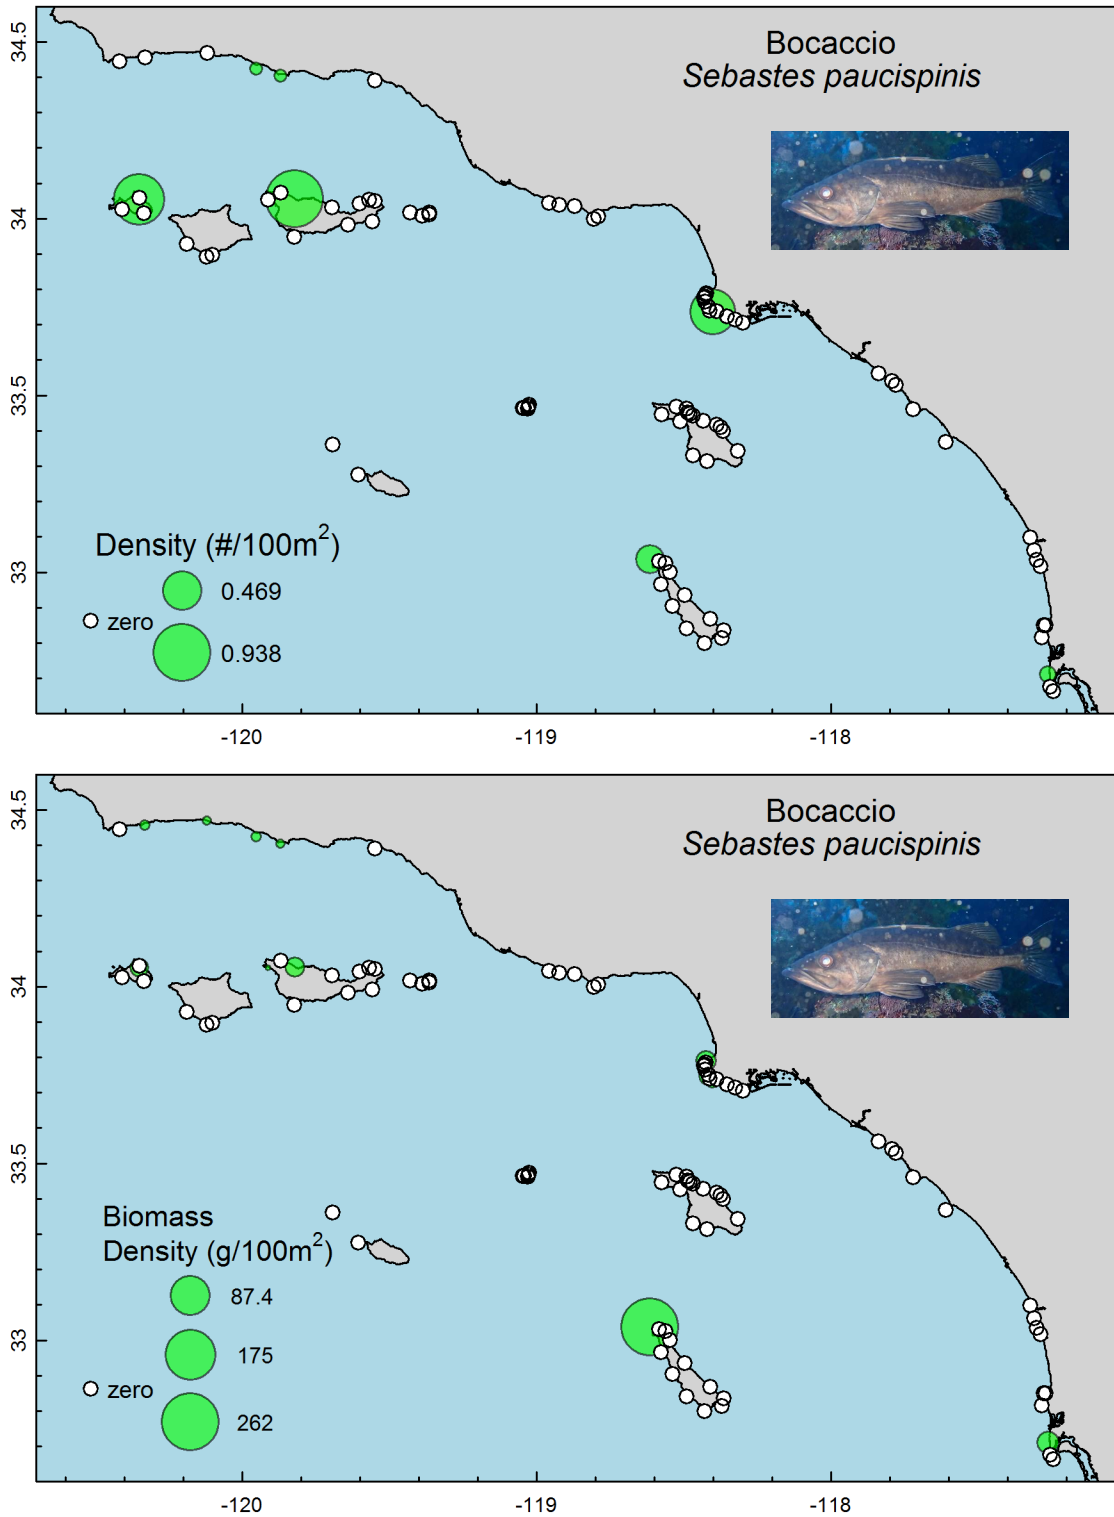 Bocaccio
Sebastes paucispinis
34.5
34
33.5
33
Density (#/100m²)
0.469
zero
0.938
-120
-119
-118
Bocaccio
Sebastes paucispinis
34.5
34
33.5
33
Biomass
Density (g/100m²)
87.4
175
zero
262
-120
-119
-118